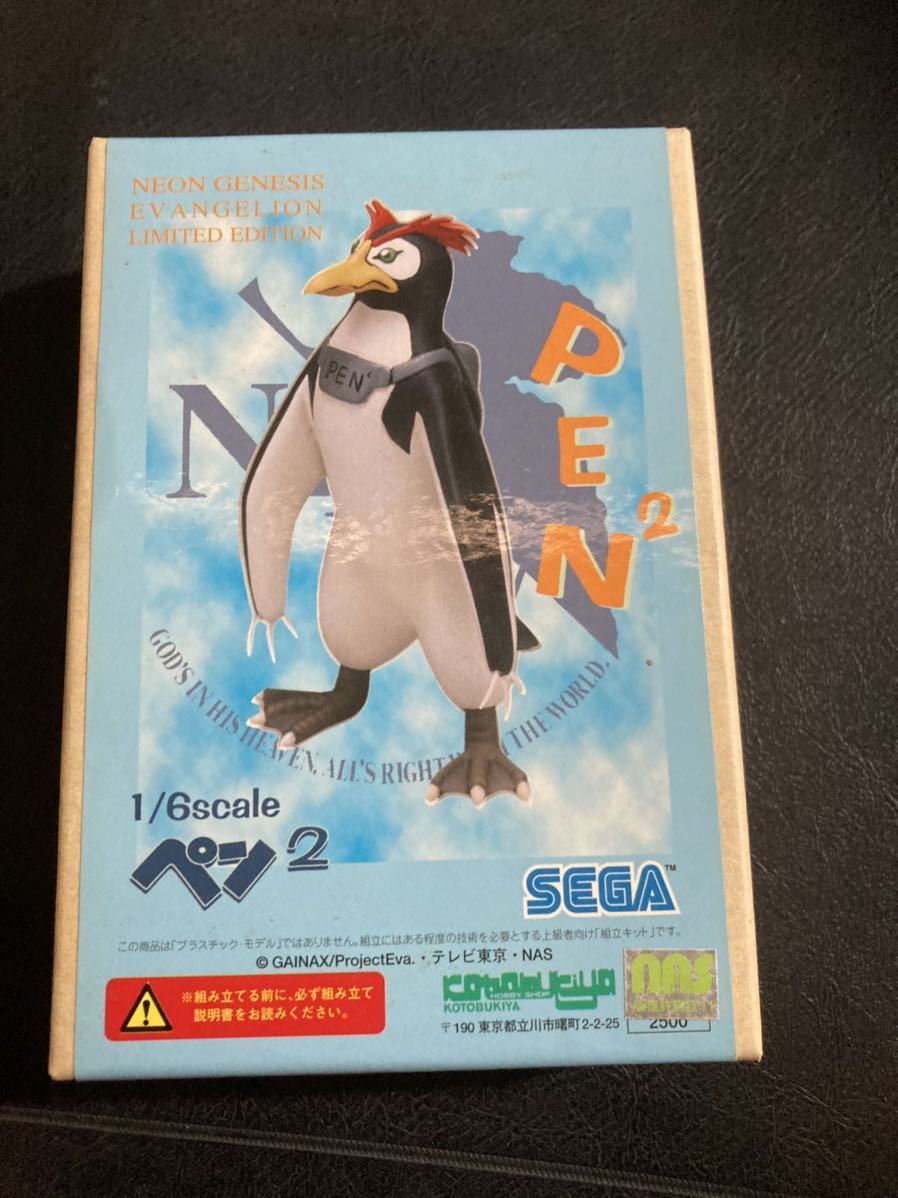 NEON GENESIS
EVANGELION
LIMITED EDITION
PEN²
PEN²
N
GOD'S IN HIS HEAVEN, ALL'S RIGHT THE WORLD.
1/6scale
ペン2
SEGA™
この商品は「プラスチック・モデル」ではありません。組立にはある程度の技術を必要とする上級者向け「組立キット」です。
© GAINAX/ProjectEva.・テレビ東京・NAS
※組み立てる前に、必ず組み立て
説明書をお読みください。
kotobukiya
HOBBY SHOP
KOTOBUKIYA
〒190 東京都立川市曙町2-2-25
nas
2500